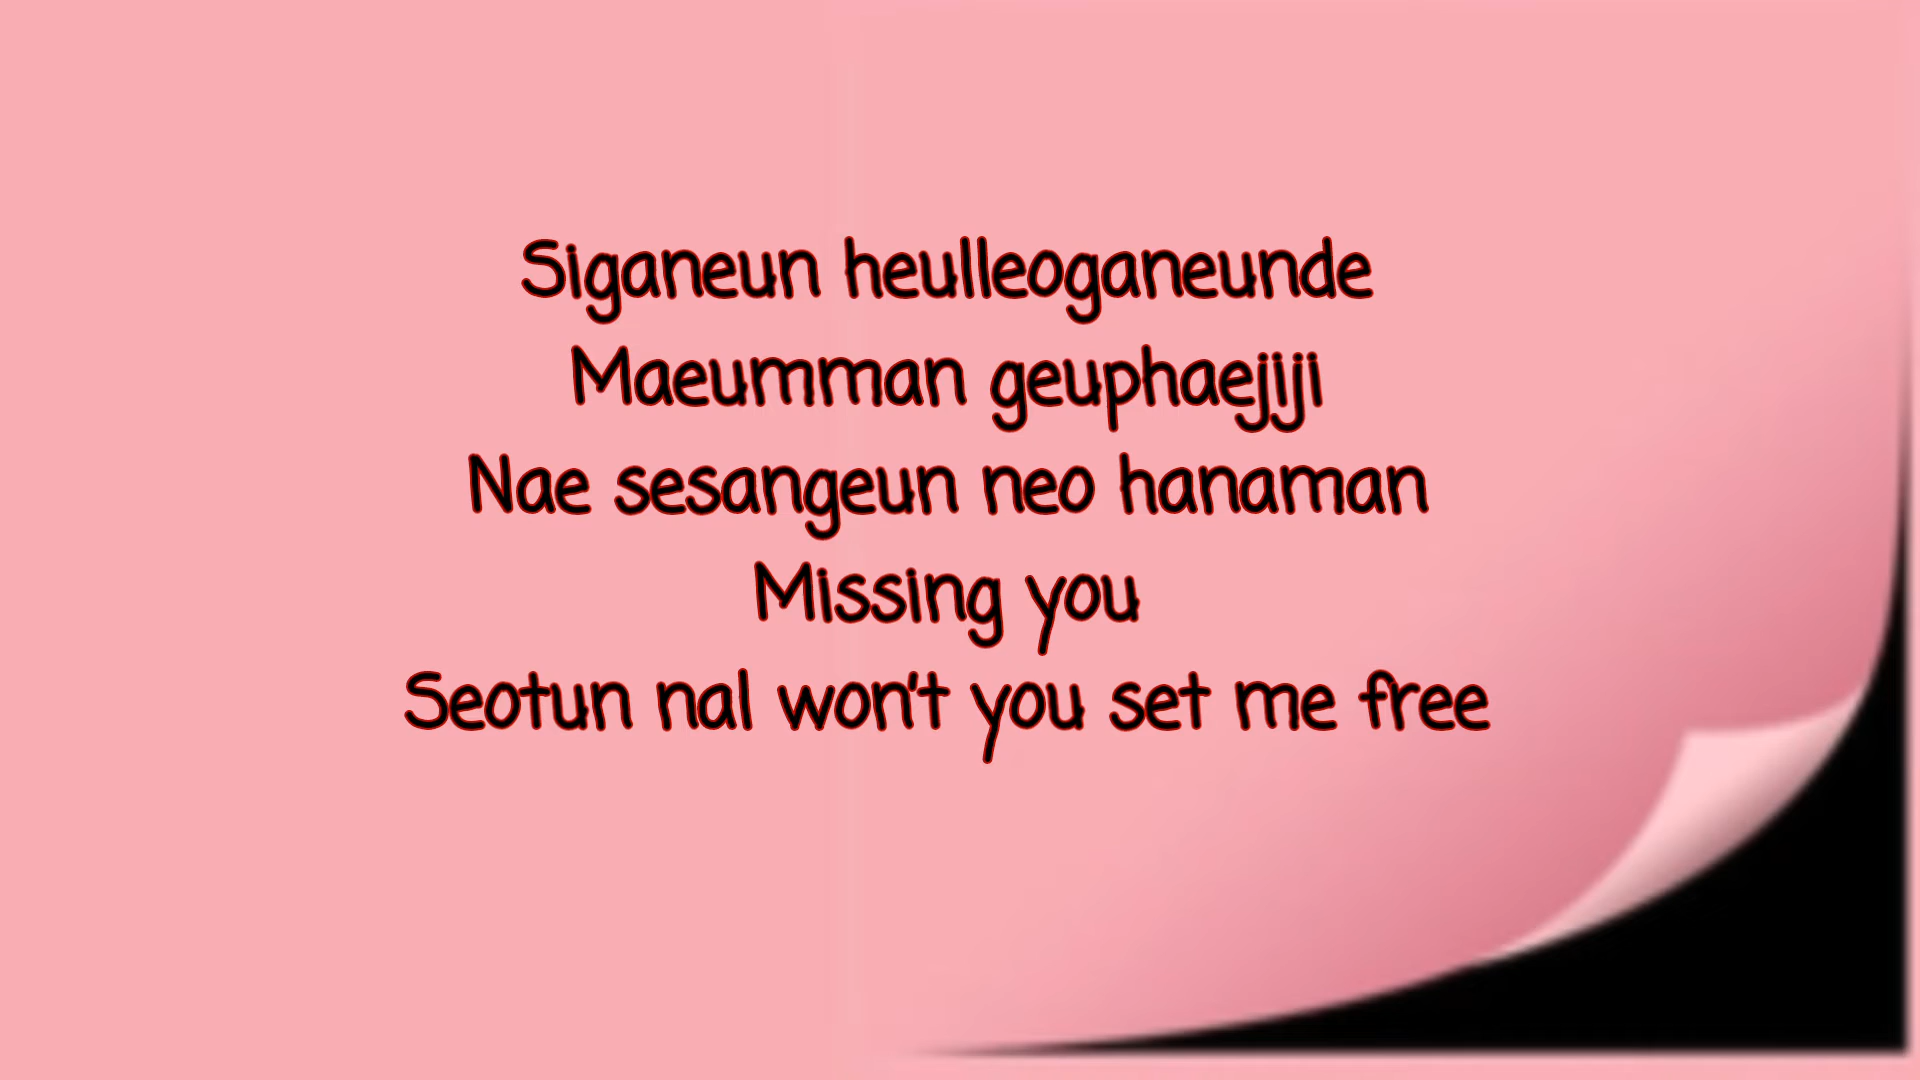 Siganeun heulleoganeunde
Maeumman geuphaejiji
Nae sesangeun neo hanaman
Missing you
Seotun nal won't you set me free